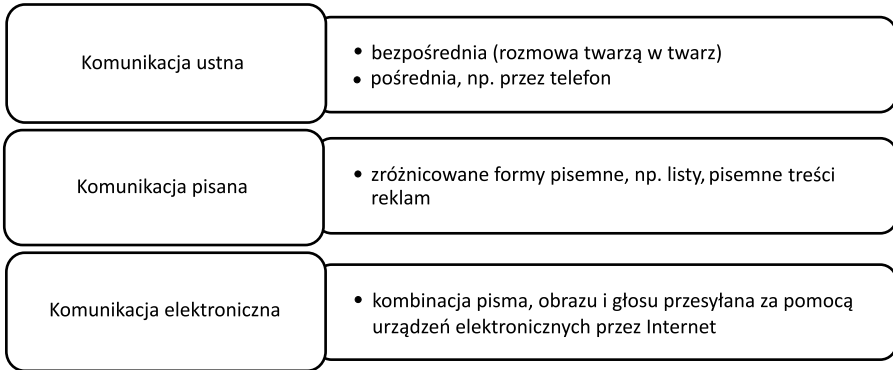 Komunikacja ustna
• bezpośrednia (rozmowa twarzą w twarz)
• pośrednia, np. przez telefon
Komunikacja pisana
• zróżnicowane formy pisemne, np. listy, pisemne treści
reklam
Komunikacja elektroniczna
• kombinacja pisma, obrazu i głosu przesyłana za pomocą
urządzeń elektronicznych przez Internet